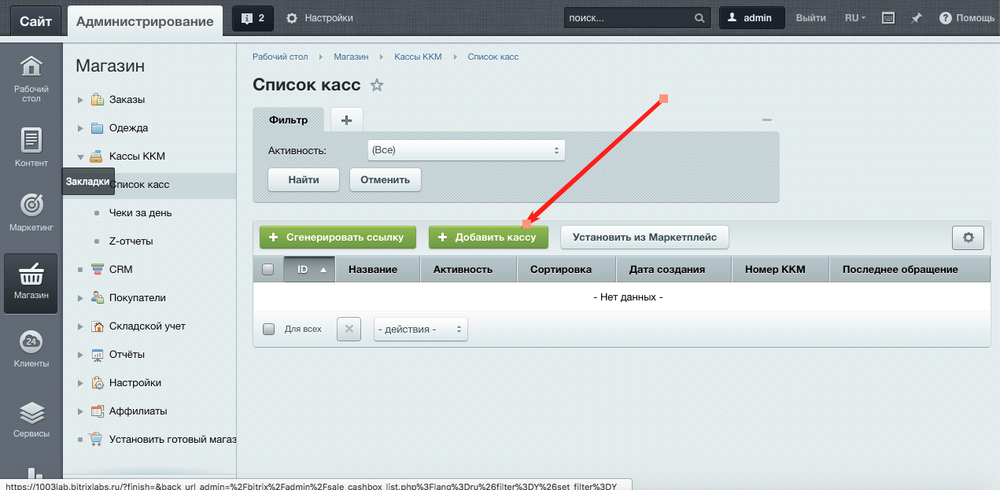 Сайт
Администрирование
2
Настройки
поиск...
admin
Выйти
RU
Помощь
Рабочий стол
Контент
Маркетинг
Магазин
24
Клиенты
Сервисы
Магазин
Заказы
Одежда
Кассы ККМ
Закладки
Список касс
Чеки за день
Z-отчеты
CRM
Покупатели
Складской учет
Отчёты
Настройки
Аффилиаты
Установить готовый магаз
Рабочий стол Магазин Кассы ККМ Список касс
Список касс
Фильтр
Активность: (Все)
Найти Отменить
Сгенерировать ссылку Добавить кассу Установить из Маркетплейс
ID Название Активность Сортировка Дата создания Номер ККМ Последнее обращение
- Нет данных -
Для всех - действия -
https://1003lab.bitrixlabs.ru/?finish=&back_url_admin=%2Fbitrix%2Fadmin%2Fsale_cashbox_list.php%3Flang%3Dru%26filter%3DY%26set_filter%3DY